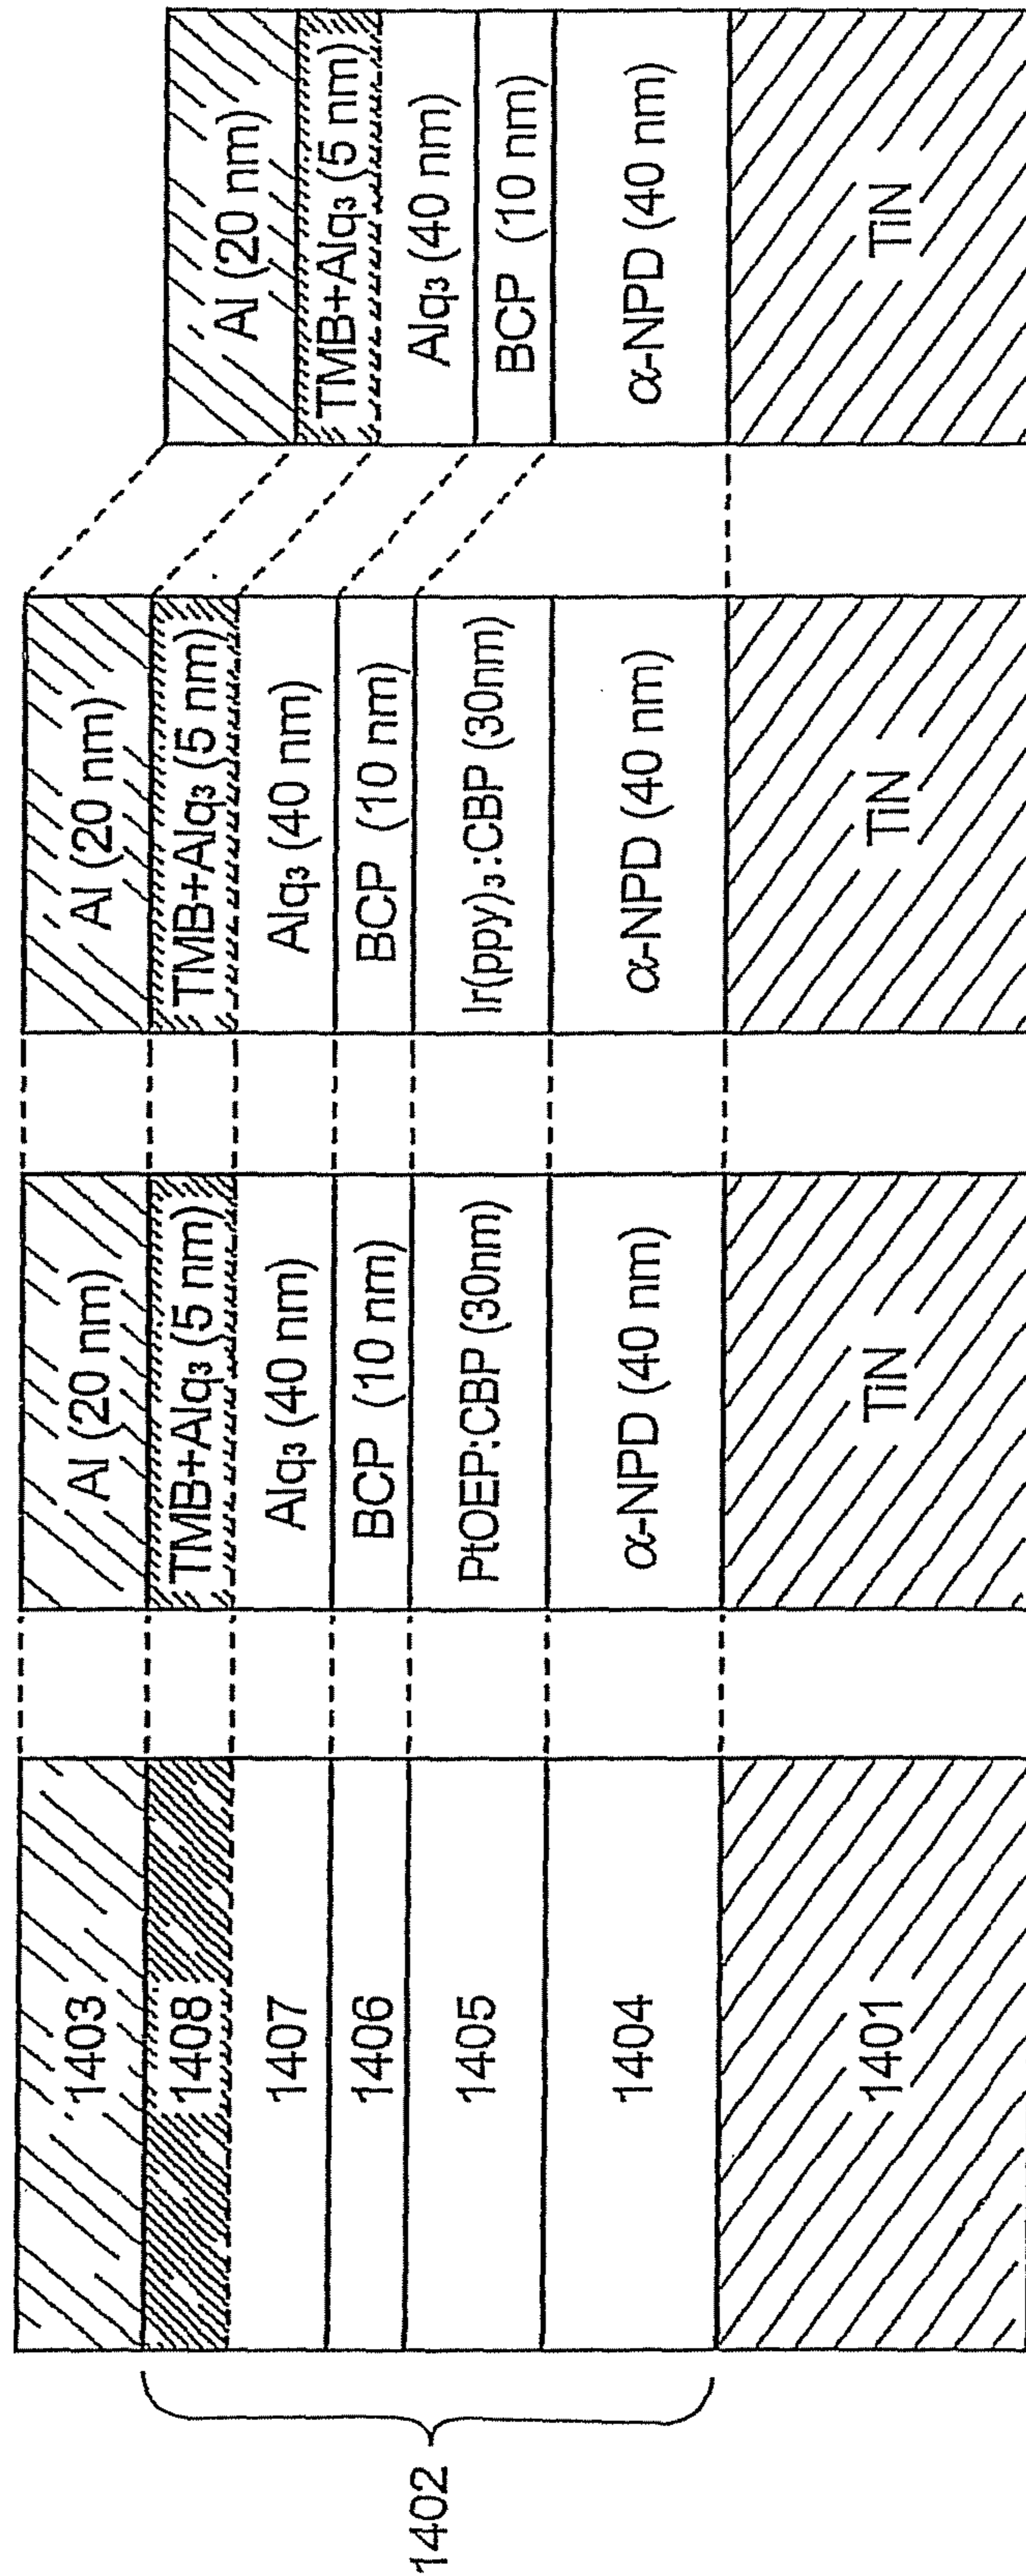 1402
1403
1408
1407
1406
1405
1404
1401
Al (20 nm)
TMB+Alq₃ (5 nm)
Alq₃ (40 nm)
BCP (10 nm)
PtOEP:CBP (30nm)
α-NPD (40 nm)
TiN
Al (20 nm)
TMB+Alq₃ (5 nm)
Alq₃ (40 nm)
BCP (10 nm)
Ir(ppy)₃:CBP (30nm)
α-NPD (40 nm)
TiN
Al (20 nm)
TMB+Alq₃ (5 nm)
Alq₃ (40 nm)
BCP (10 nm)
α-NPD (40 nm)
TiN